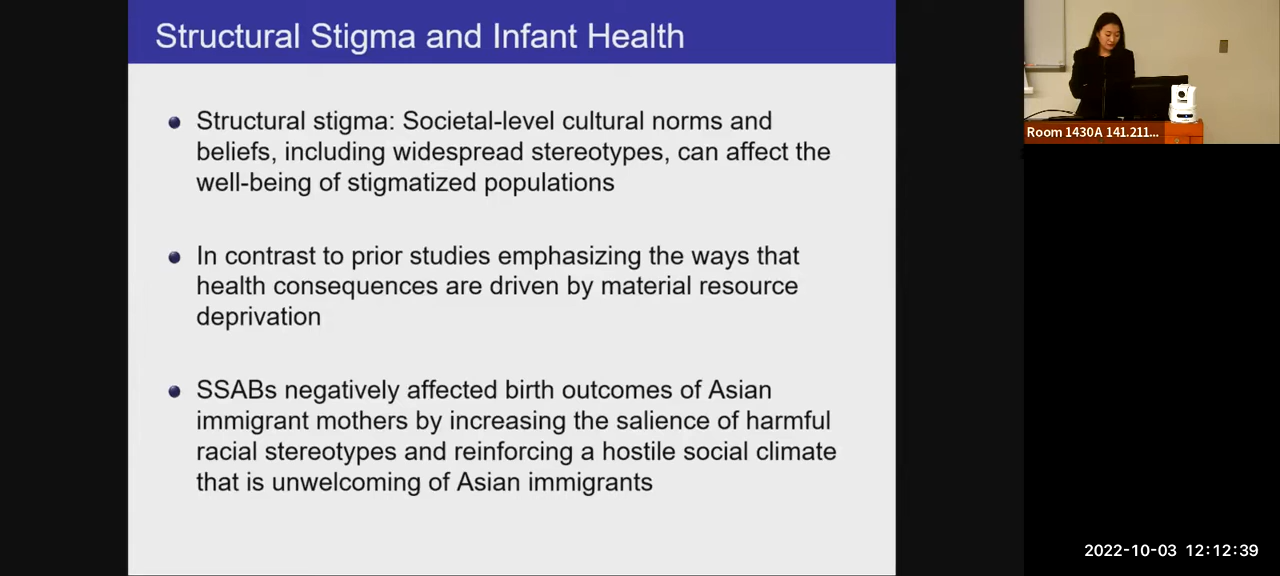 Structural Stigma and Infant Health
Structural stigma: Societal-level cultural norms and
beliefs, including widespread stereotypes, can affect the
well-being of stigmatized populations
In contrast to prior studies emphasizing the ways that
health consequences are driven by material resource
deprivation
SSABs negatively affected birth outcomes of Asian
immigrant mothers by increasing the salience of harmful
racial stereotypes and reinforcing a hostile social climate
that is unwelcoming of Asian immigrants
Room 1430A 141.211...
2022-10-03 12:12:39